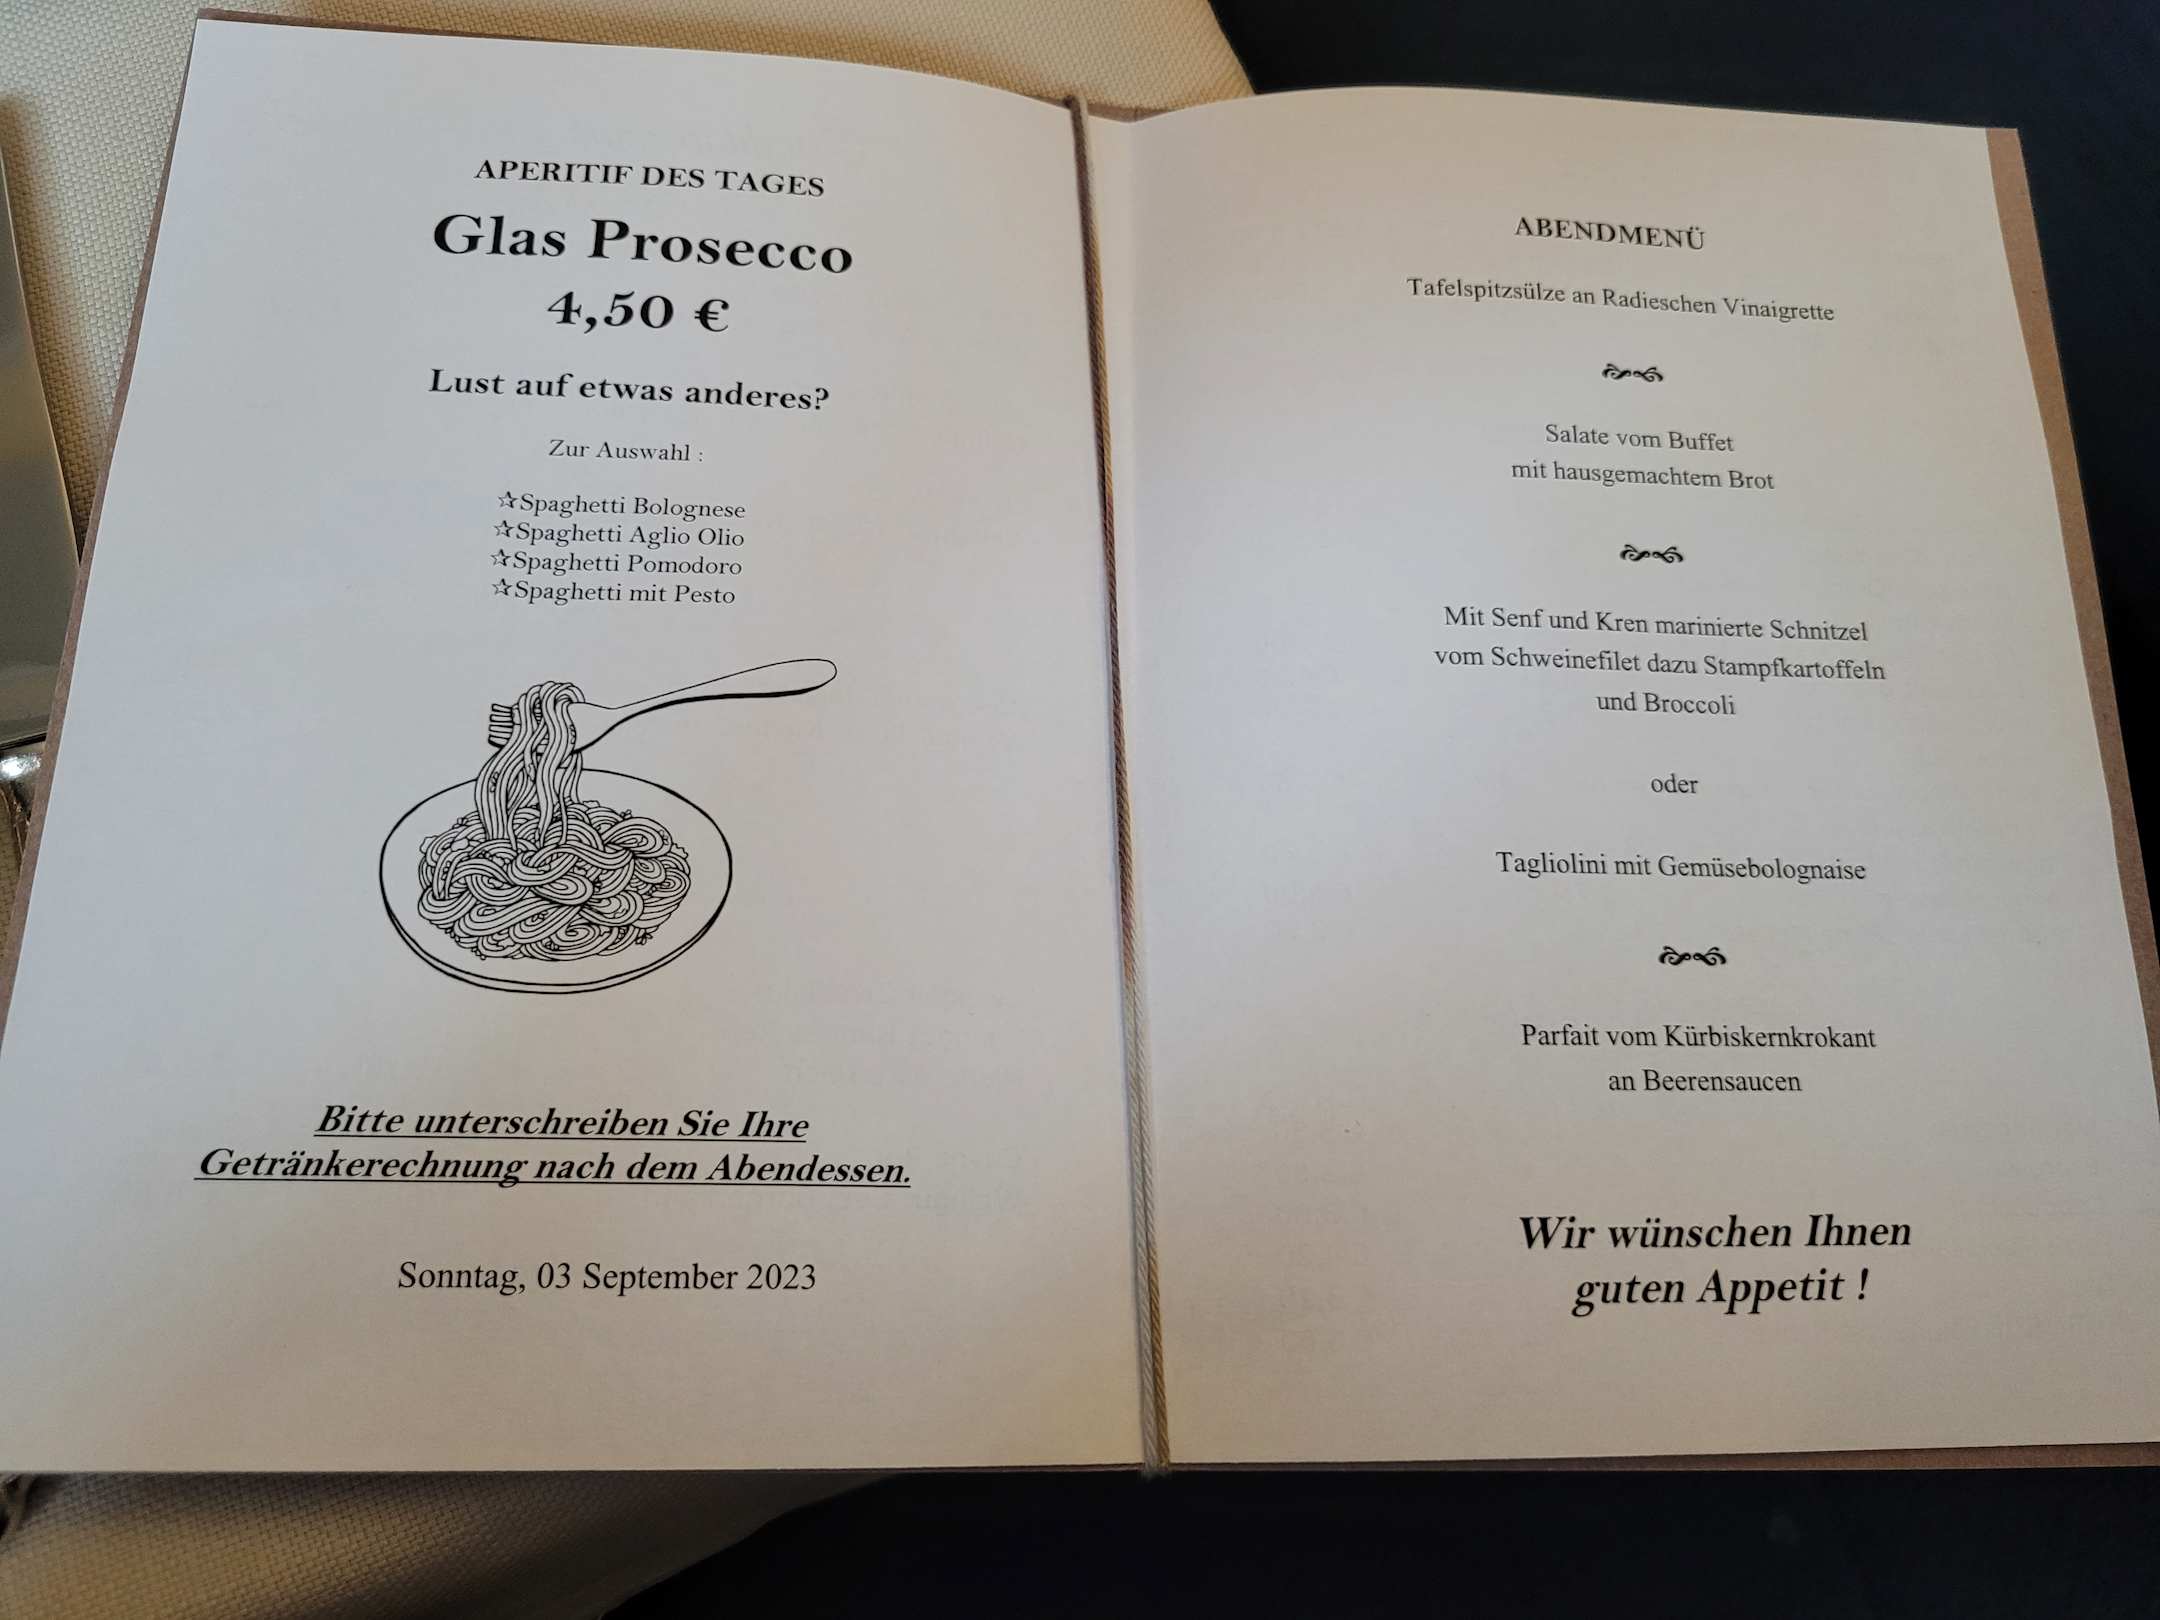 APERITIF DES TAGES
Glas Prosecco
4,50 €
Lust auf etwas anderes?
Zur Auswahl :
☆Spaghetti Bolognese
☆Spaghetti Aglio Olio
☆Spaghetti Pomodoro
☆Spaghetti mit Pesto
Bitte unterschreiben Sie Ihre
Getränkerechnung nach dem Abendessen.
Sonntag, 03 September 2023
ABENDMENÜ
Tafelspitzsülze an Radieschen Vinaigrette
Salate vom Buffet
mit hausgemachtem Brot
Mit Senf und Kren marinierte Schnitzel
vom Schweinefilet dazu Stampfkartoffeln
und Broccoli
oder
Tagliolini mit Gemüsebolognaise
Parfait vom Kürbiskernkrokant
an Beerensaucen
Wir wünschen Ihnen
guten Appetit !